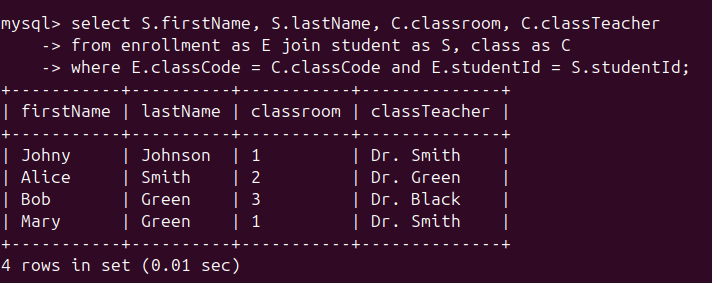 mysql> select S.firstName, S.lastName, C.classroom, C.classTeacher
    -> from enrollment as E join student as S, class as C
    -> where E.classCode = C.classCode and E.studentId = S.studentId;
+-----------+----------+-----------+--------------+
| firstName | lastName | classroom | classTeacher |
+-----------+----------+-----------+--------------+
| Johny     | Johnson  | 1         | Dr. Smith    |
| Alice     | Smith    | 2         | Dr. Green    |
| Bob       | Green    | 3         | Dr. Black    |
| Mary      | Green    | 1         | Dr. Smith    |
+-----------+----------+-----------+--------------+
4 rows in set (0.01 sec)